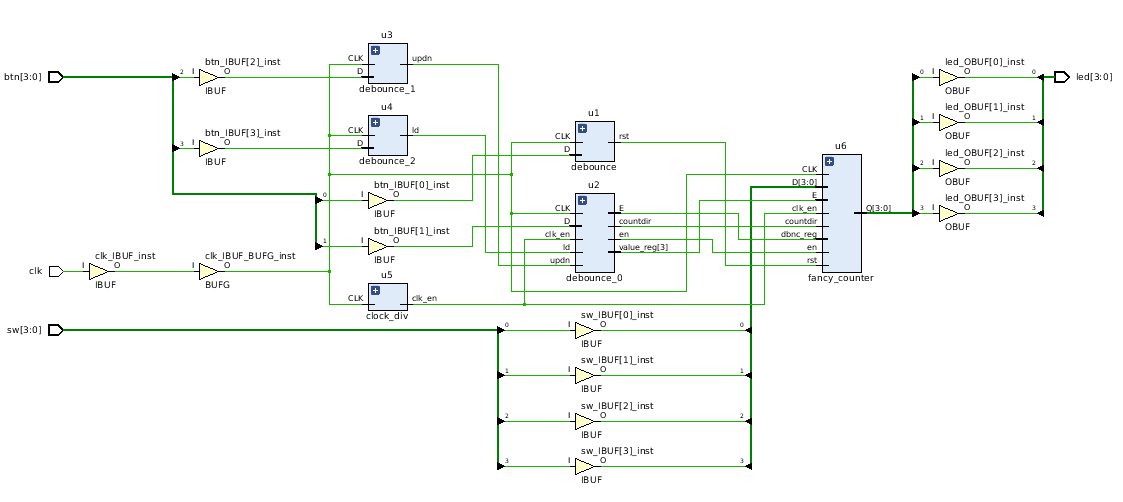 btn[3:0]
2
I
btn_IBUF[2]_inst
O
IBUF
3
I
btn_IBUF[3]_inst
O
IBUF
clk
I
clk_IBUF_inst
O
IBUF
I
clk_IBUF_BUFG_inst
O
BUFG
sw[3:0]
u3
CLK
D
updn
debounce_1
u4
CLK
D
ld
debounce_2
0
I
btn_IBUF[0]_inst
O
IBUF
1
I
btn_IBUF[1]_inst
O
IBUF
u5
CLK
clk_en
clock_div
u1
CLK
D
rst
debounce
u2
CLK
D
clk_en
ld
updn
E
countdir
en
value_reg[3]
debounce_0
0
I
sw_IBUF[0]_inst
O
0
IBUF
1
I
sw_IBUF[1]_inst
O
1
IBUF
2
I
sw_IBUF[2]_inst
O
2
IBUF
3
I
sw_IBUF[3]_inst
O
3
IBUF
u6
CLK
D[3:0]
E
clk_en
countdir
dbnc_reg
en
rst
Q[3:0]
fancy_counter
0
I
led_OBUF[0]_inst
O
0
OBUF
1
I
led_OBUF[1]_inst
O
1
OBUF
2
I
led_OBUF[2]_inst
O
2
OBUF
3
I
led_OBUF[3]_inst
O
3
OBUF
led[3:0]